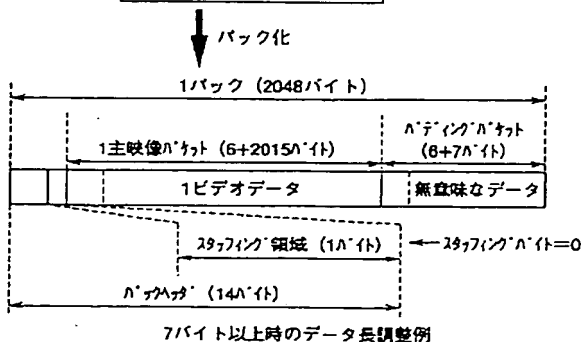 パック化
1パック (2048バイト)
1主映像パケット (6+2015バイト)
パディングパケット
(6+7バイト)
1ビデオデータ
無意味なデータ
スタッフィング領域 (1バイト)
スタッフィングバイト=0
パックヘッダ (14バイト)
7バイト以上時のデータ長調整例